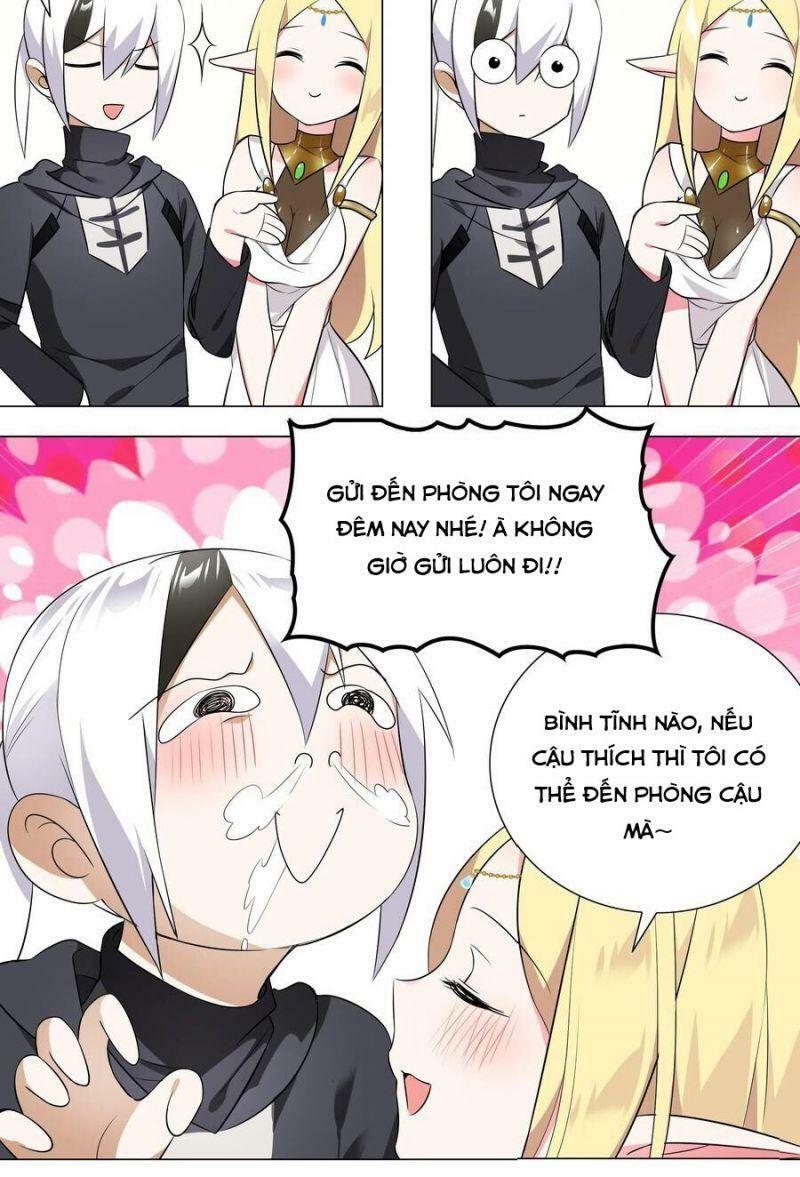 GỬI ĐẾN PHÒNG TÔI NGAY
ĐÊM NAY NHÉ! À KHÔNG
GIỜ GỬI LUÔN ĐI!!
BÌNH TĨNH NÀO, NẾU
CẬU THÍCH THÌ TÔI CÓ
THỂ ĐẾN PHÒNG CẬU
MÀ~